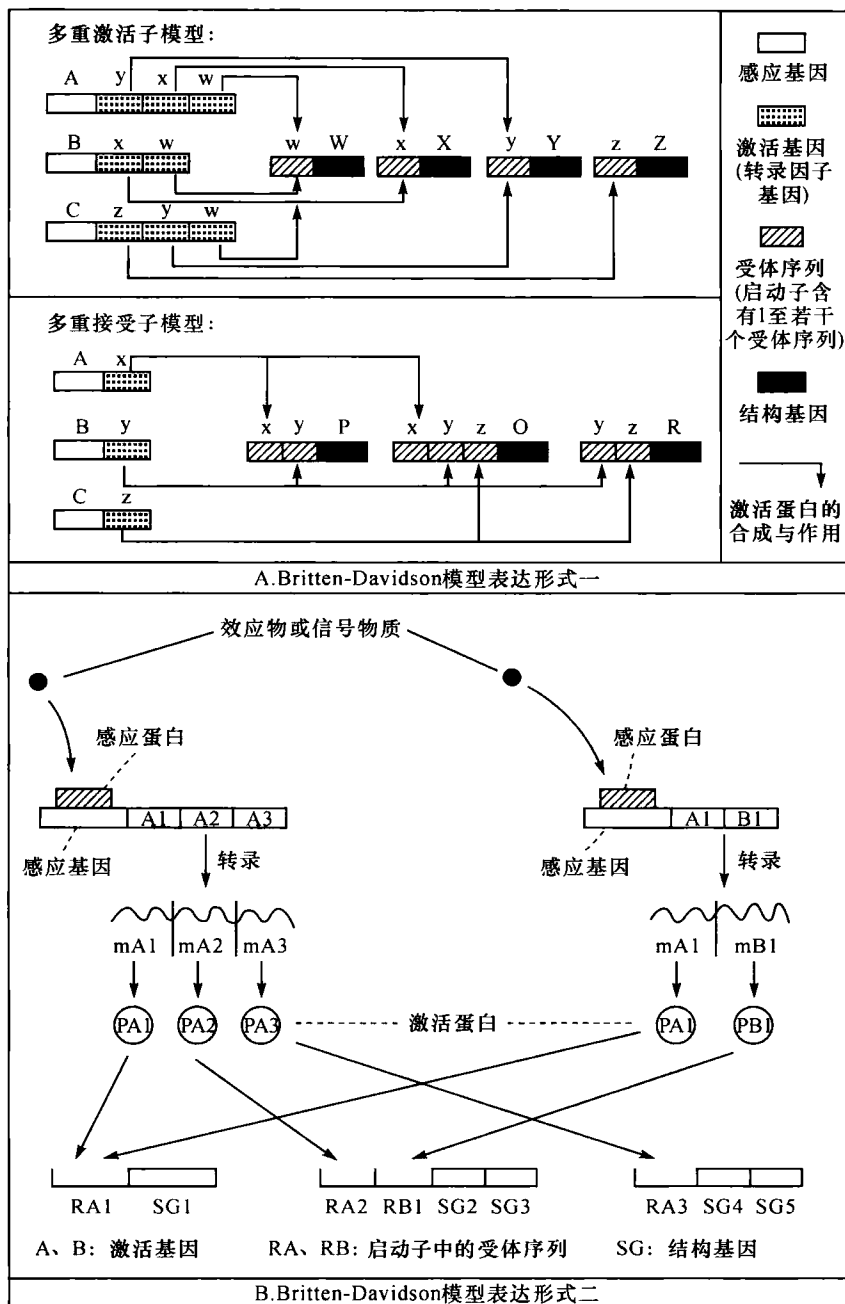 多重激活子模型：
A y x w
B x w
C z y w
w W x X y Y z Z
多重接受子模型：
A x
B y
C z
x y P x y z O y z R
感应基因
激活基因
(转录因子
基因)
受体序列
(启动子含
有1至若干
个受体序列)
结构基因
激活蛋白的
合成与作用
A.Britten-Davidson模型表达形式一
效应物或信号物质
感应蛋白
A1 A2 A3
感应基因
转录
mA1 mA2 mA3
PA1 PA2 PA3
感应蛋白
A1 B1
感应基因
转录
mA1 mB1
激活蛋白
PA1 PB1
RA1 SG1
RA2 RB1 SG2 SG3
RA3 SG4 SG5
A、B：激活基因
RA、RB：启动子中的受体序列
SG：结构基因
B.Britten-Davidson模型表达形式二